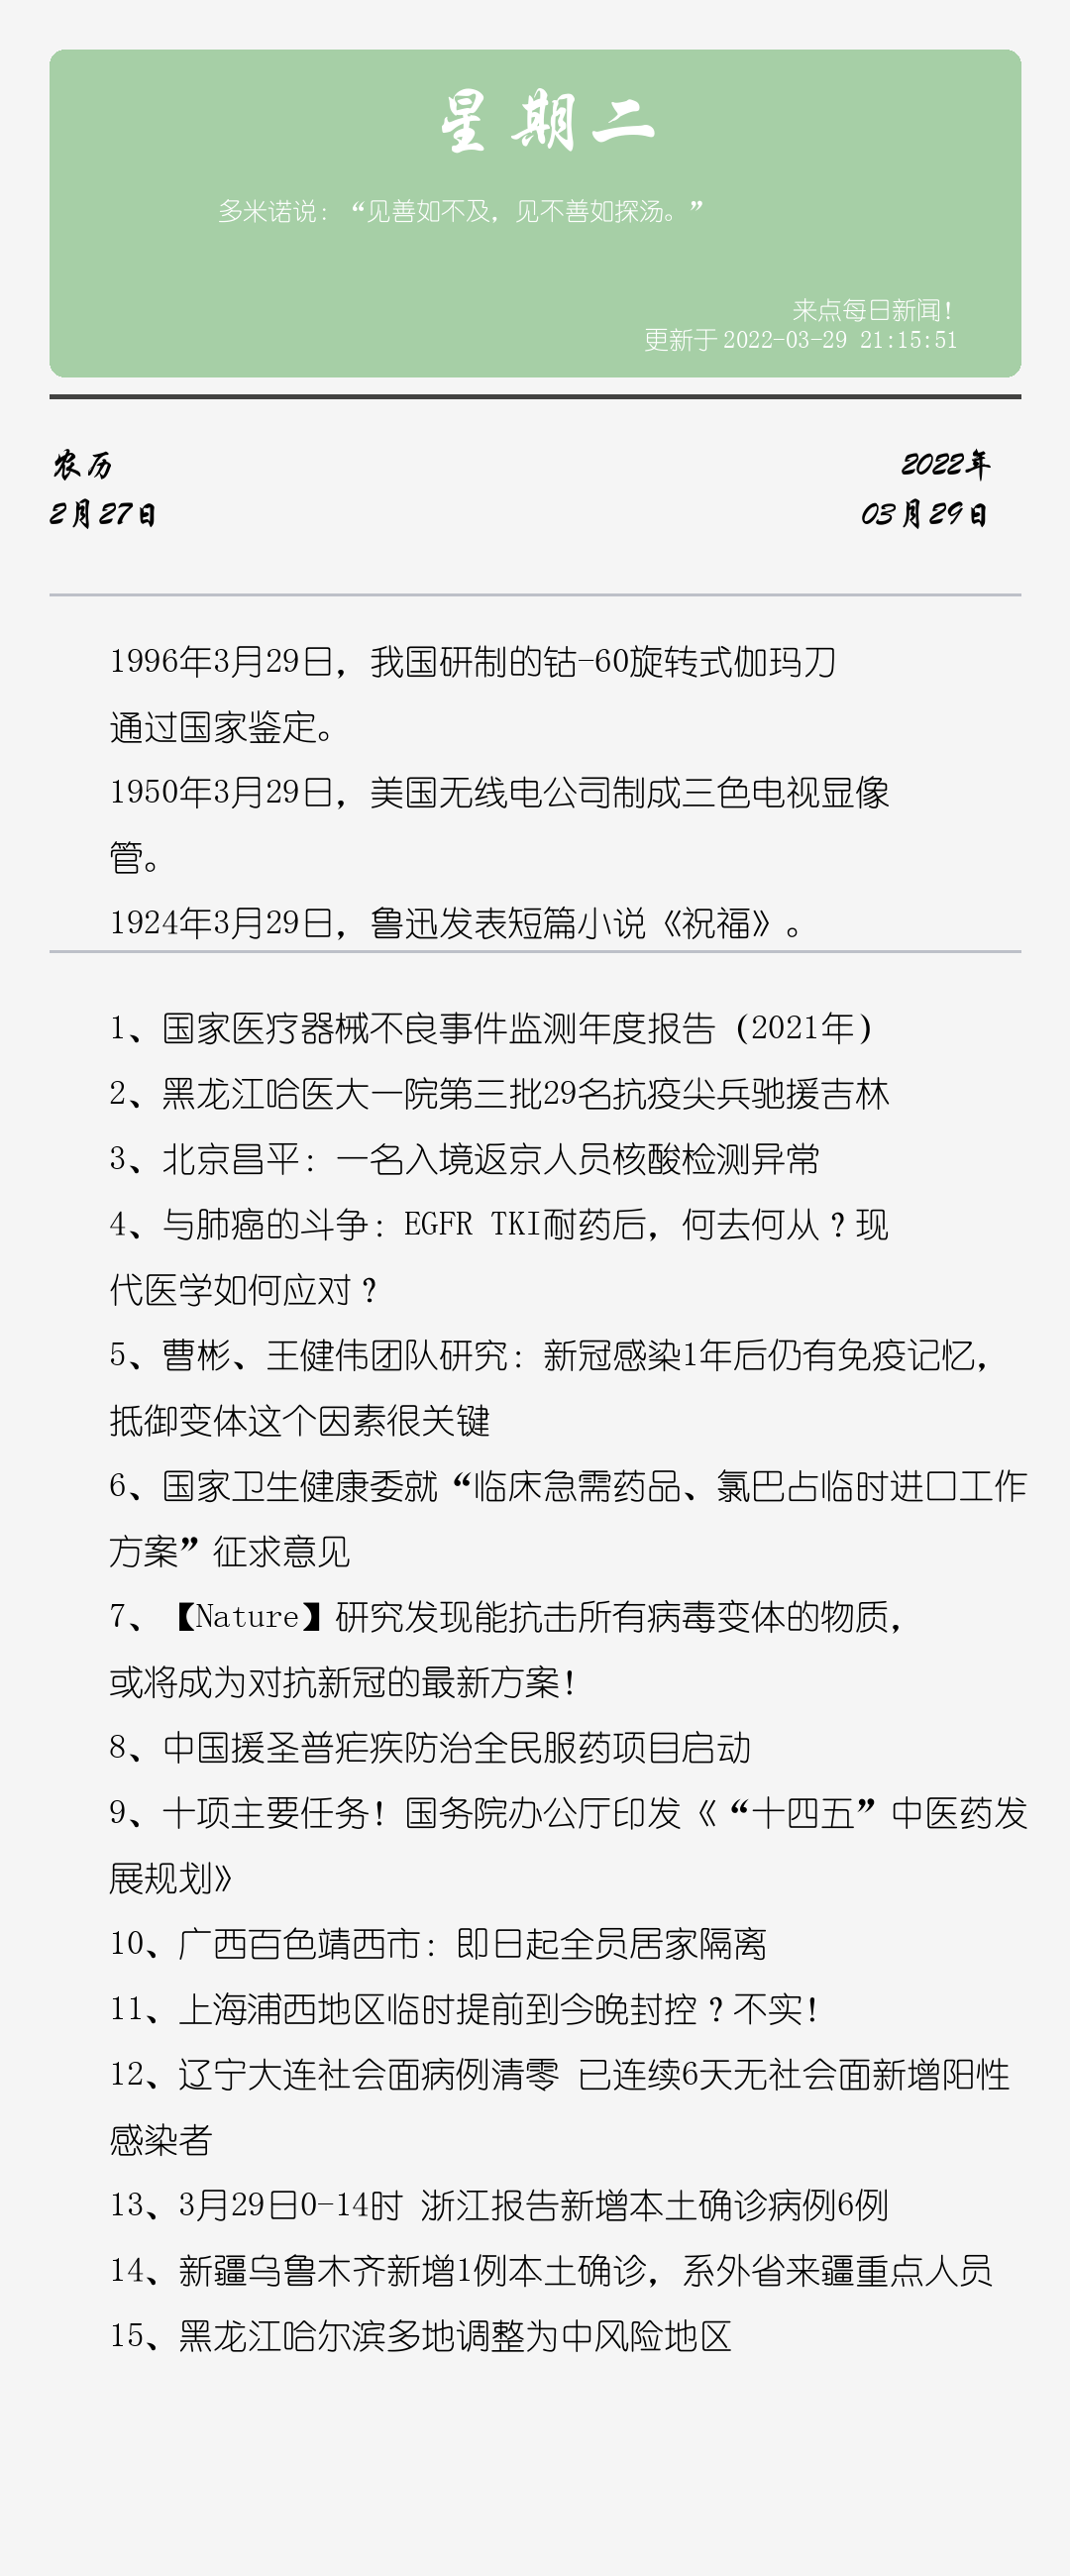 星期二
多米诺说：“见善如不及，见不善如探汤。”
来点每日新闻！
更新于2022-03-29 21:15:51
农历
2022年
2月27日
03月29日
1996年3月29日，我国研制的钴-60旋转式伽玛刀
通过国家鉴定。
1950年3月29日，美国无线电公司制成三色电视显像
管。
1924年3月29日，鲁迅发表短篇小说《祝福》。
1、国家医疗器械不良事件监测年度报告（2021年）
2、黑龙江哈医大一院第三批29名抗疫尖兵驰援吉林
3、北京昌平：一名入境返京人员核酸检测异常
4、与肺癌的斗争：EGFR TKI耐药后，何去何从？现
代医学如何应对？
5、曹彬、王健伟团队研究：新冠感染1年后仍有免疫记忆，
抵御变体这个因素很关键
6、国家卫生健康委就“临床急需药品、氯巴占临时进口工作
方案”征求意见
7、【Nature】研究发现能抗击所有病毒变体的物质，
或将成为对抗新冠的最新方案！
8、中国援圣普疟疾防治全民服药项目启动
9、十项主要任务！国务院办公厅印发《“十四五”中医药发
展规划》
10、广西百色靖西市：即日起全员居家隔离
11、上海浦西地区临时提前到今晚封控？不实！
12、辽宁大连社会面病例清零 已连续6天无社会面新增阳性
感染者
13、3月29日0-14时 浙江报告新增本土确诊病例6例
14、新疆乌鲁木齐新增1例本土确诊，系外省来疆重点人员
15、黑龙江哈尔滨多地调整为中风险地区